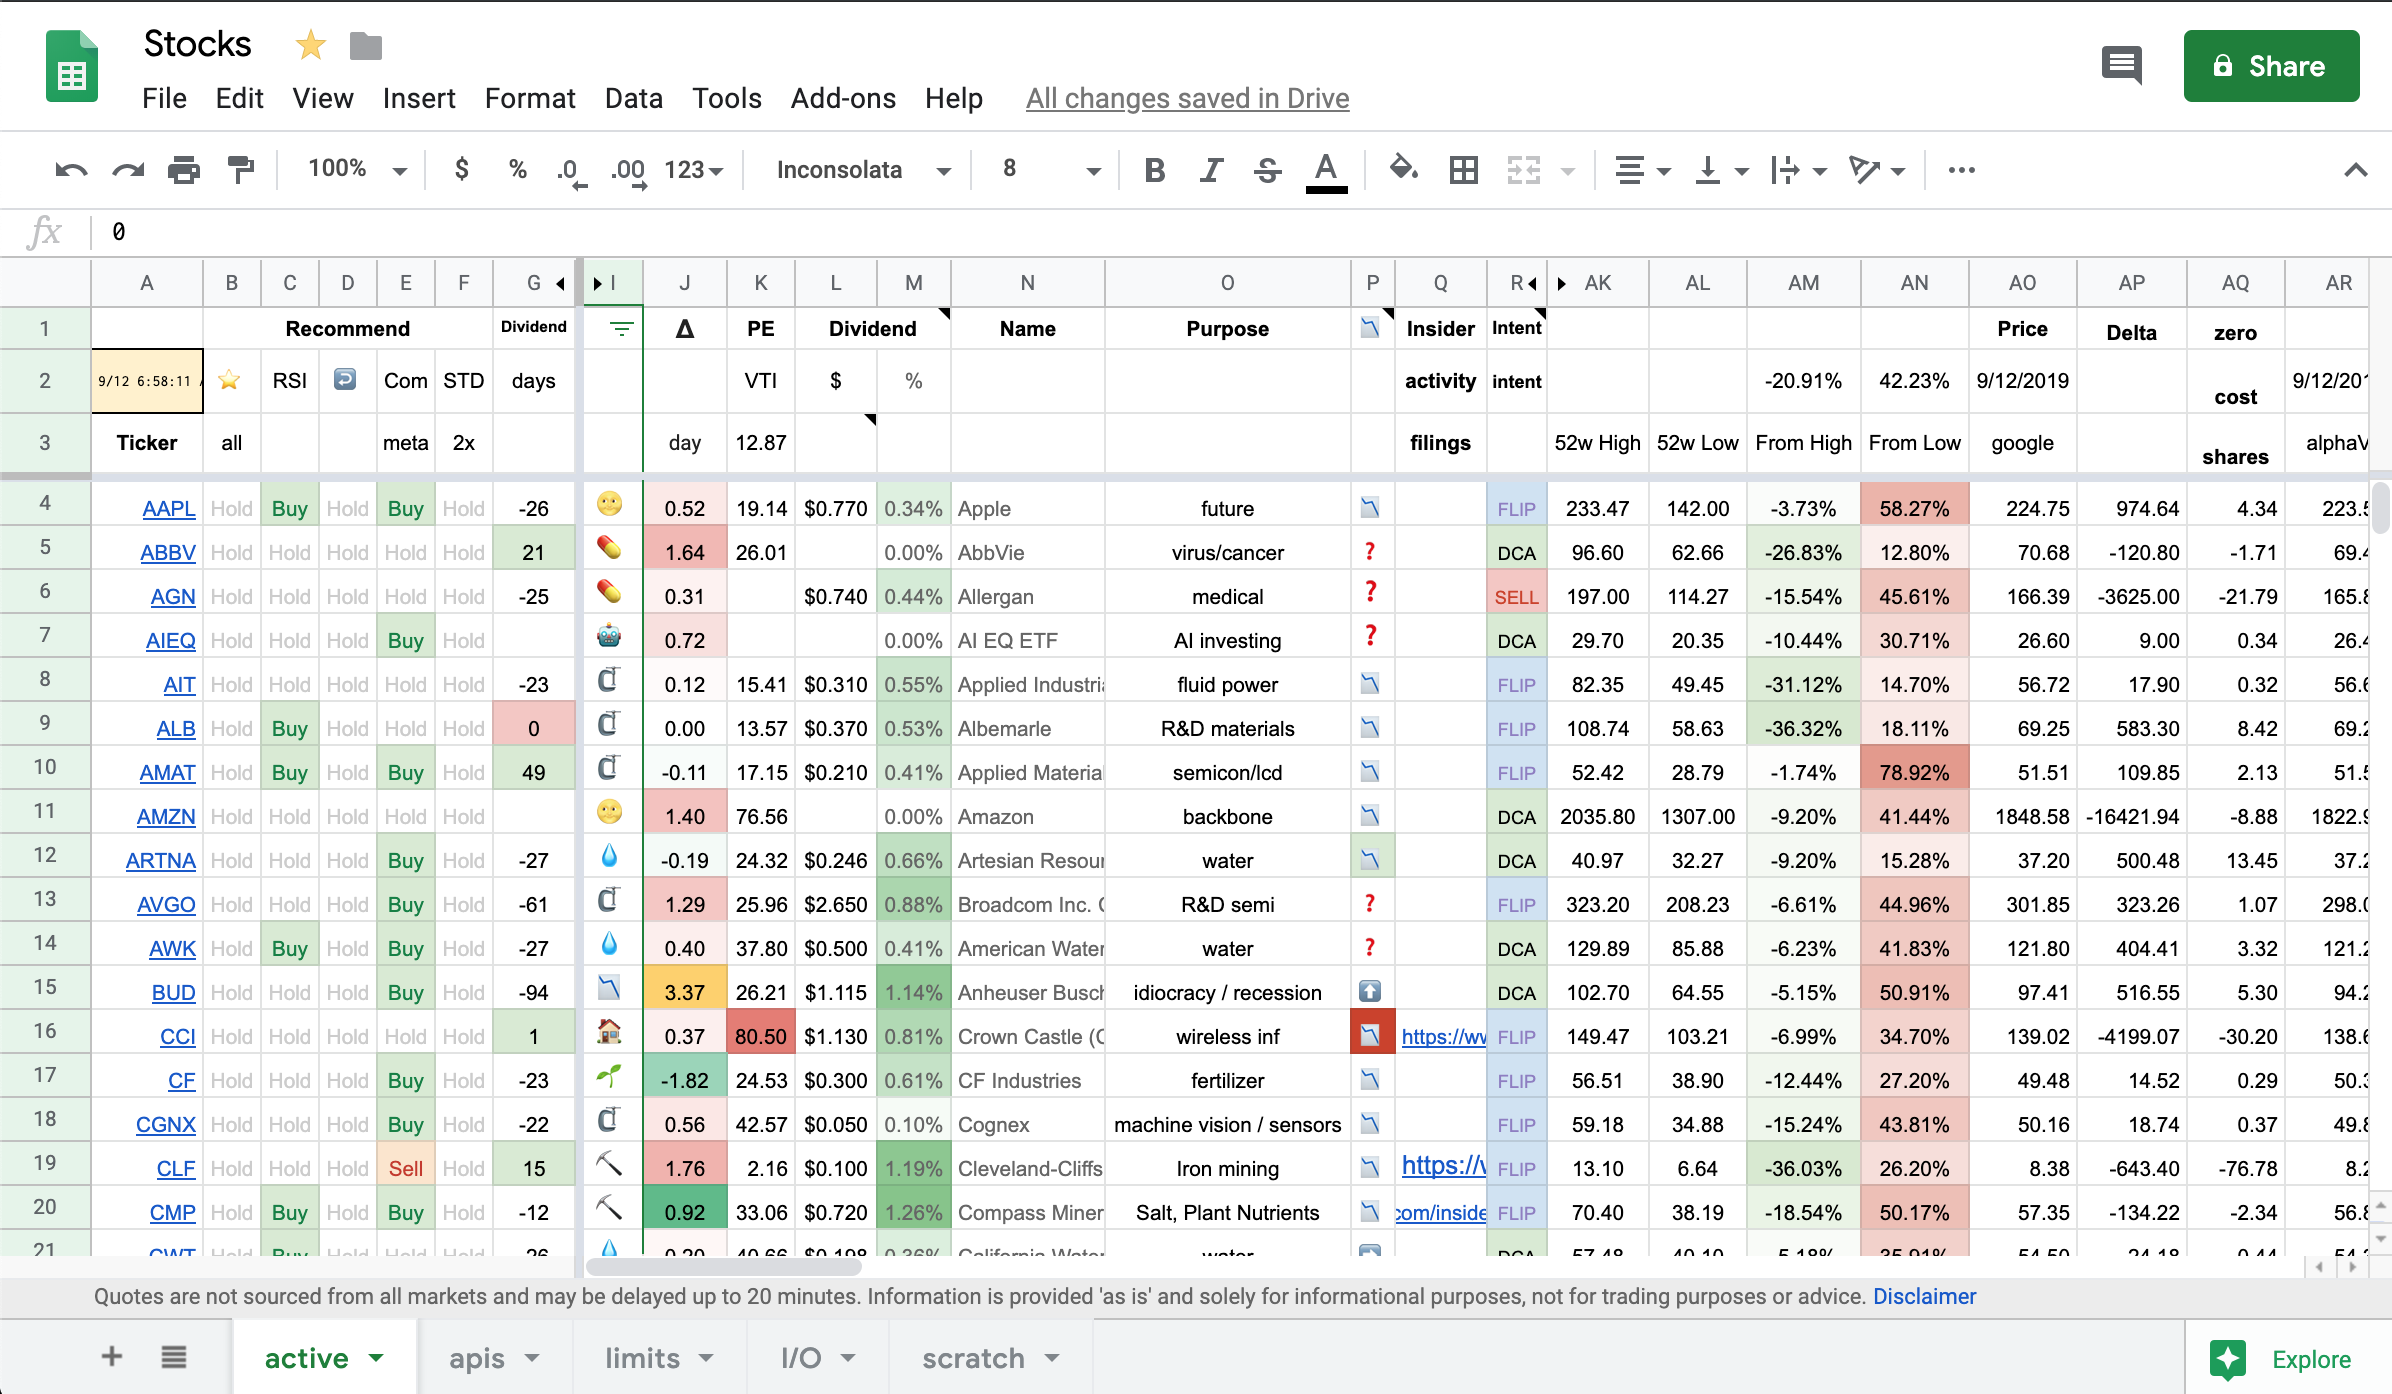 Stocks
File Edit View Insert Format Data Tools Add-ons Help All changes saved in Drive
Share
100% $ % .0 .00 123 Inconsolata 8 B I S A
fx 0
A B C D E F G I J K L M N O P Q R AK AL AM AN AO AP AQ AR
1 Recommend Dividend Δ PE Dividend Name Purpose Insider Intent Price Delta zero
2 9/12 6:58:11 RSI Com STD days VTI $ % activity intent -20.91% 42.23% 9/12/2019 cost 9/12/20
3 Ticker all meta 2x day 12.87 filings 52w High 52w Low From High From Low google shares alphaV
4 AAPL Hold Buy Hold Buy Hold -26 0.52 19.14 $0.770 0.34% Apple future FLIP 233.47 142.00 -3.73% 58.27% 224.75 974.64 4.34 223.5
5 ABBV Hold Hold Hold Hold Hold 21 1.64 26.01 0.00% AbbVie virus/cancer ? DCA 96.60 62.66 -26.83% 12.80% 70.68 -120.80 -1.71 69.4
6 AGN Hold Hold Hold Hold Hold -25 0.31 $0.740 0.44% Allergan medical ? SELL 197.00 114.27 -15.54% 45.61% 166.39 -3625.00 -21.79 165.8
7 AIEQ Hold Hold Hold Buy Hold 0.72 0.00% AI EQ ETF AI investing ? DCA 29.70 20.35 -10.44% 30.71% 26.60 9.00 0.34 26.4
8 AIT Hold Hold Hold Hold Hold -23 0.12 15.41 $0.310 0.55% Applied Industri fluid power FLIP 82.35 49.45 -31.12% 14.70% 56.72 17.90 0.32 56.6
9 ALB Hold Buy Hold Hold Hold 0 0.00 13.57 $0.370 0.53% Albemarle R&D materials FLIP 108.74 58.63 -36.32% 18.11% 69.25 583.30 8.42 69.2
10 AMAT Hold Buy Hold Buy Hold 49 -0.11 17.15 $0.210 0.41% Applied Material semicon/lcd FLIP 52.42 28.79 -1.74% 78.92% 51.51 109.85 2.13 51.5
11 AMZN Hold Hold Hold Hold Hold 1.40 76.56 0.00% Amazon backbone DCA 2035.80 1307.00 -9.20% 41.44% 1848.58 -16421.94 -8.88 1822.9
12 ARTNA Hold Hold Hold Buy Hold -27 -0.19 24.32 $0.246 0.66% Artesian Resour water DCA 40.97 32.27 -9.20% 15.28% 37.20 500.48 13.45 37.2
13 AVGO Hold Hold Hold Buy Hold -61 1.29 25.96 $2.650 0.88% Broadcom Inc. R&D semi ? FLIP 323.20 208.23 -6.61% 44.96% 301.85 323.26 1.07 298.0
14 AWK Hold Buy Hold Buy Hold -27 0.40 37.80 $0.500 0.41% American Water water ? DCA 129.89 85.88 -6.23% 41.83% 121.80 404.41 3.32 121.2
15 BUD Hold Hold Hold Buy Hold -94 3.37 26.21 $1.115 1.14% Anheuser Busch idiocracy / recession DCA 102.70 64.55 -5.15% 50.91% 97.41 516.55 5.30 94.2
16 CCI Hold Hold Hold Hold Hold 1 0.37 80.50 $1.130 0.81% Crown Castle (C wireless inf https://ww FLIP 149.47 103.21 -6.99% 34.70% 139.02 -4199.07 -30.20 138.6
17 CF Hold Hold Hold Buy Hold -23 -1.82 24.53 $0.300 0.61% CF Industries fertilizer FLIP 56.51 38.90 -12.44% 27.20% 49.48 14.52 0.29 50.3
18 CGNX Hold Hold Hold Buy Hold -22 0.56 42.57 $0.050 0.10% Cognex machine vision / sensors FLIP 59.18 34.88 -15.24% 43.81% 50.16 18.74 0.37 49.8
19 CLF Hold Hold Hold Sell Hold 15 1.76 2.16 $0.100 1.19% Cleveland-Cliffs Iron mining https://w FLIP 13.10 6.64 -36.03% 26.20% 8.38 -643.40 -76.78 8.2
20 CMP Hold Buy Hold Buy Hold -12 0.92 33.06 $0.720 1.26% Compass Miner Salt, Plant Nutrients com/inside FLIP 70.40 38.19 -18.54% 50.17% 57.35 -134.22 -2.34 56.8
21 CWT Hold Buy Hold Hold Hold
Quotes are not sourced from all markets and may be delayed up to 20 minutes. Information is provided 'as is' and solely for informational purposes, not for trading purposes or advice. Disclaimer
active apis limits I/O scratch Explore